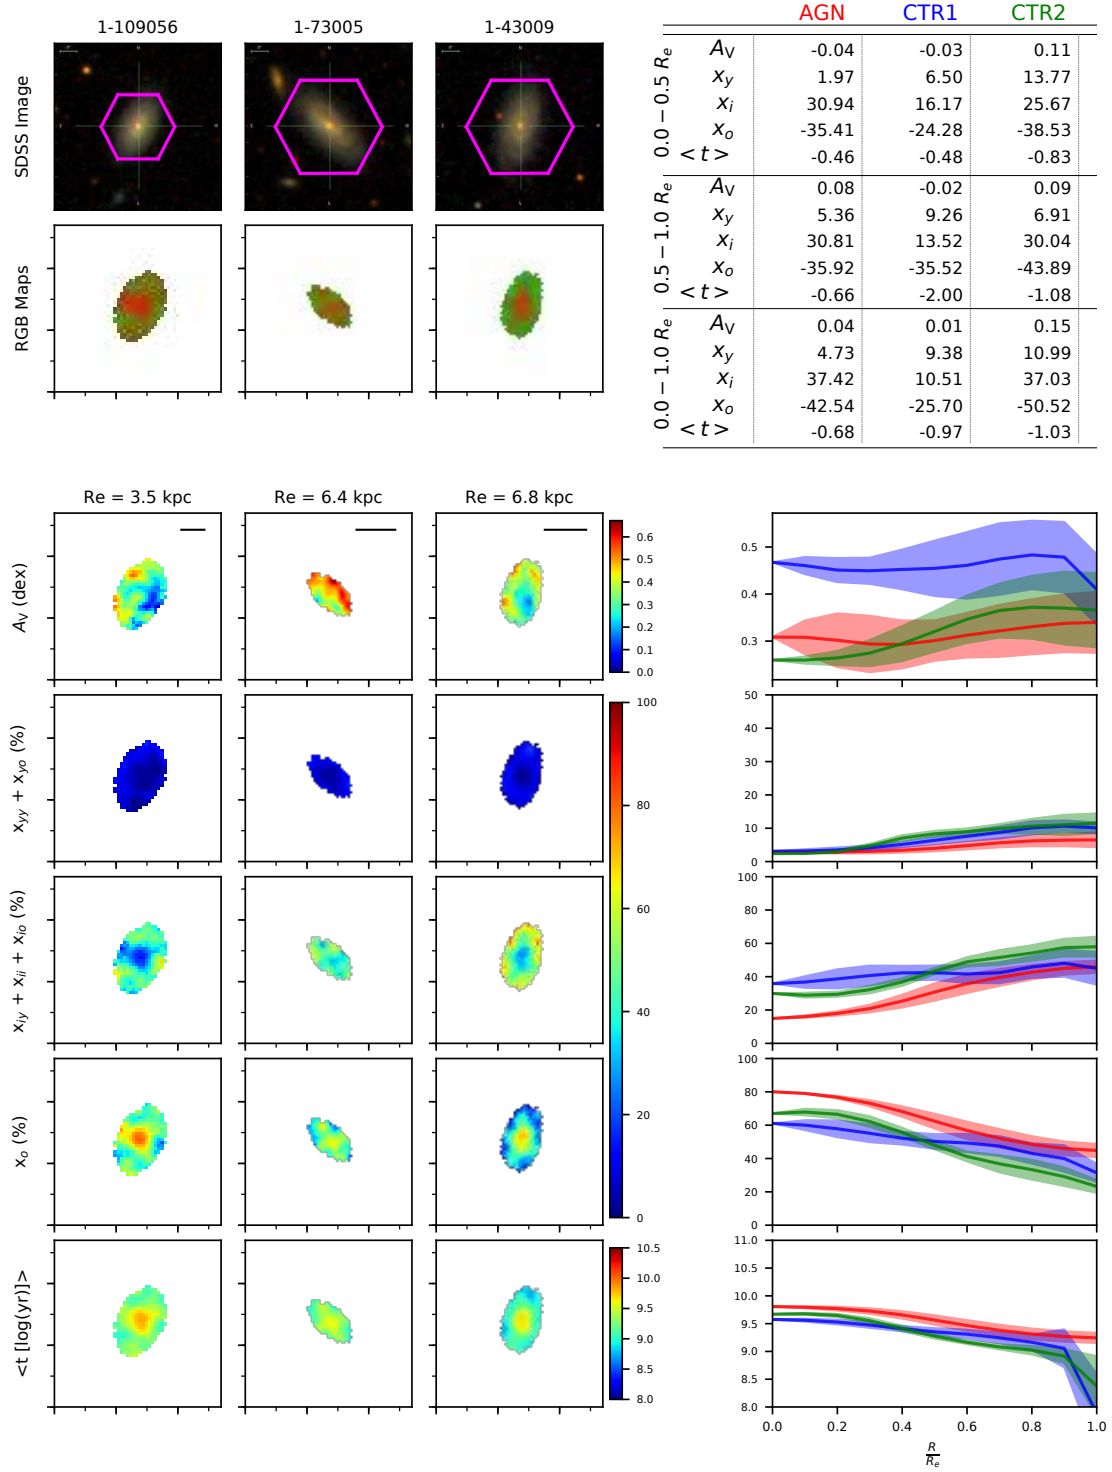 1-109056 1-73005 1-43009
SDSS Image
RGB Maps
AGN CTR1 CTR2
0.0 − 0.5 Re
AV -0.04 -0.03 0.11
xy 1.97 6.50 13.77
xi 30.94 16.17 25.67
xo -35.41 -24.28 -38.53
<t> -0.46 -0.48 -0.83
0.5 − 1.0 Re
AV 0.08 -0.02 0.09
xy 5.36 9.26 6.91
xi 30.81 13.52 30.04
xo -35.92 -35.52 -43.89
<t> -0.66 -2.00 -1.08
0.0 − 1.0 Re
AV 0.04 0.01 0.15
xy 4.73 9.38 10.99
xi 37.42 10.51 37.03
xo -42.54 -25.70 -50.52
<t> -0.68 -0.97 -1.03
Re = 3.5 kpc Re = 6.4 kpc Re = 6.8 kpc
AV (dex)
0.6
0.5
0.4
0.3
0.2
0.1
0.0
0.5
0.4
0.3
xyy + xyo (%)
100
80
60
40
20
0
50
40
30
20
10
0
xiy + xii + xio (%)
100
80
60
40
20
0
xo (%)
100
80
60
40
20
0
<t [log(yr)]>
10.5
10.0
9.5
9.0
8.5
8.0
11.0
10.5
10.0
9.5
9.0
8.5
8.0
0.0 0.2 0.4 0.6 0.8 1.0
R
Re